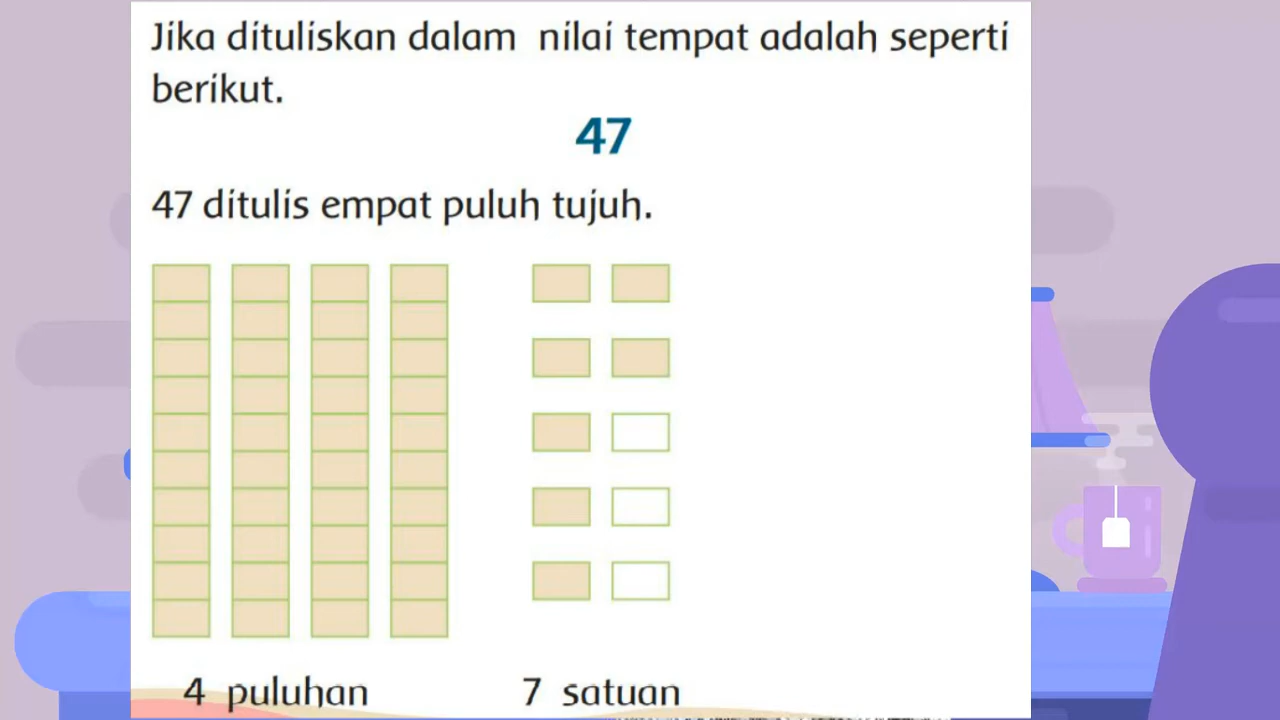 Jika dituliskan dalam nilai tempat adalah seperti
berikut.
47
47 ditulis empat puluh tujuh.
4 puluhan 7 satuan